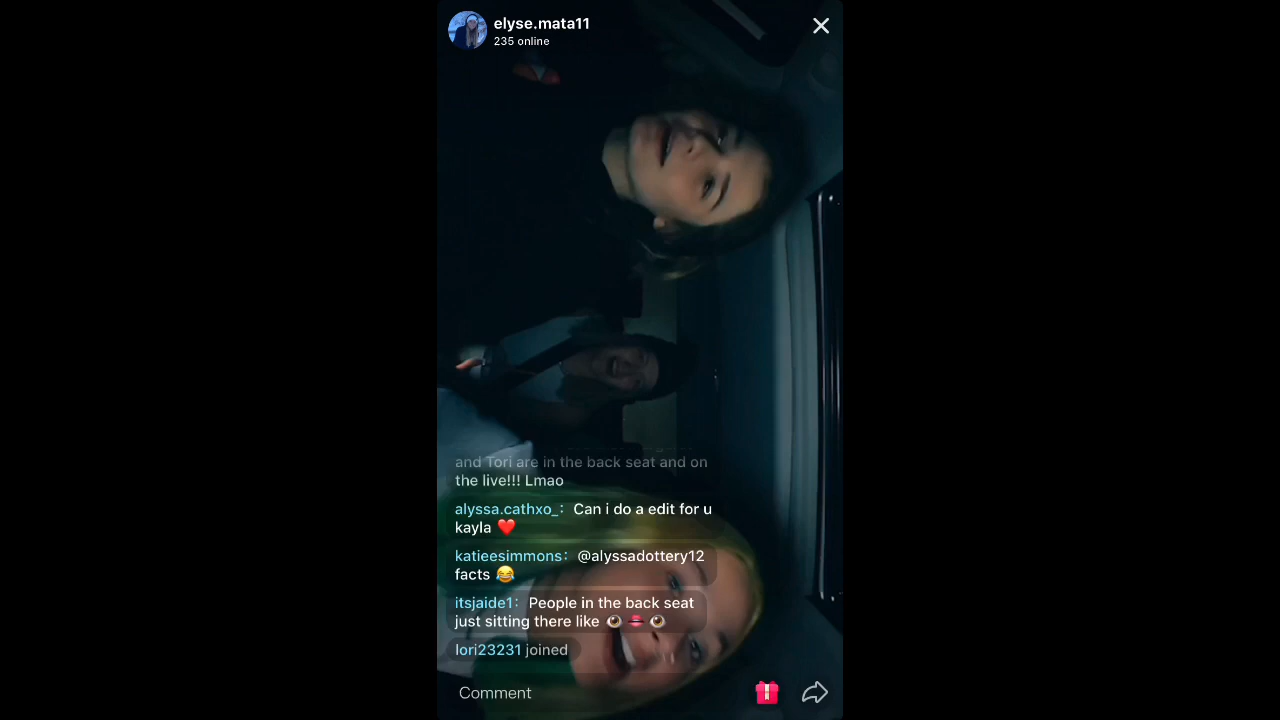 elyse.mata11
235 online
and Tori are in the back seat and on
the live!!! Lmao
alyssa.cathxo_: Can i do a edit for u
kayla ❤️
katieesimmons: @alyssadottery12
facts 😂
itsjaide1: People in the back seat
just sitting there like 👁️ 👄 👁️
lori23231 joined
Comment